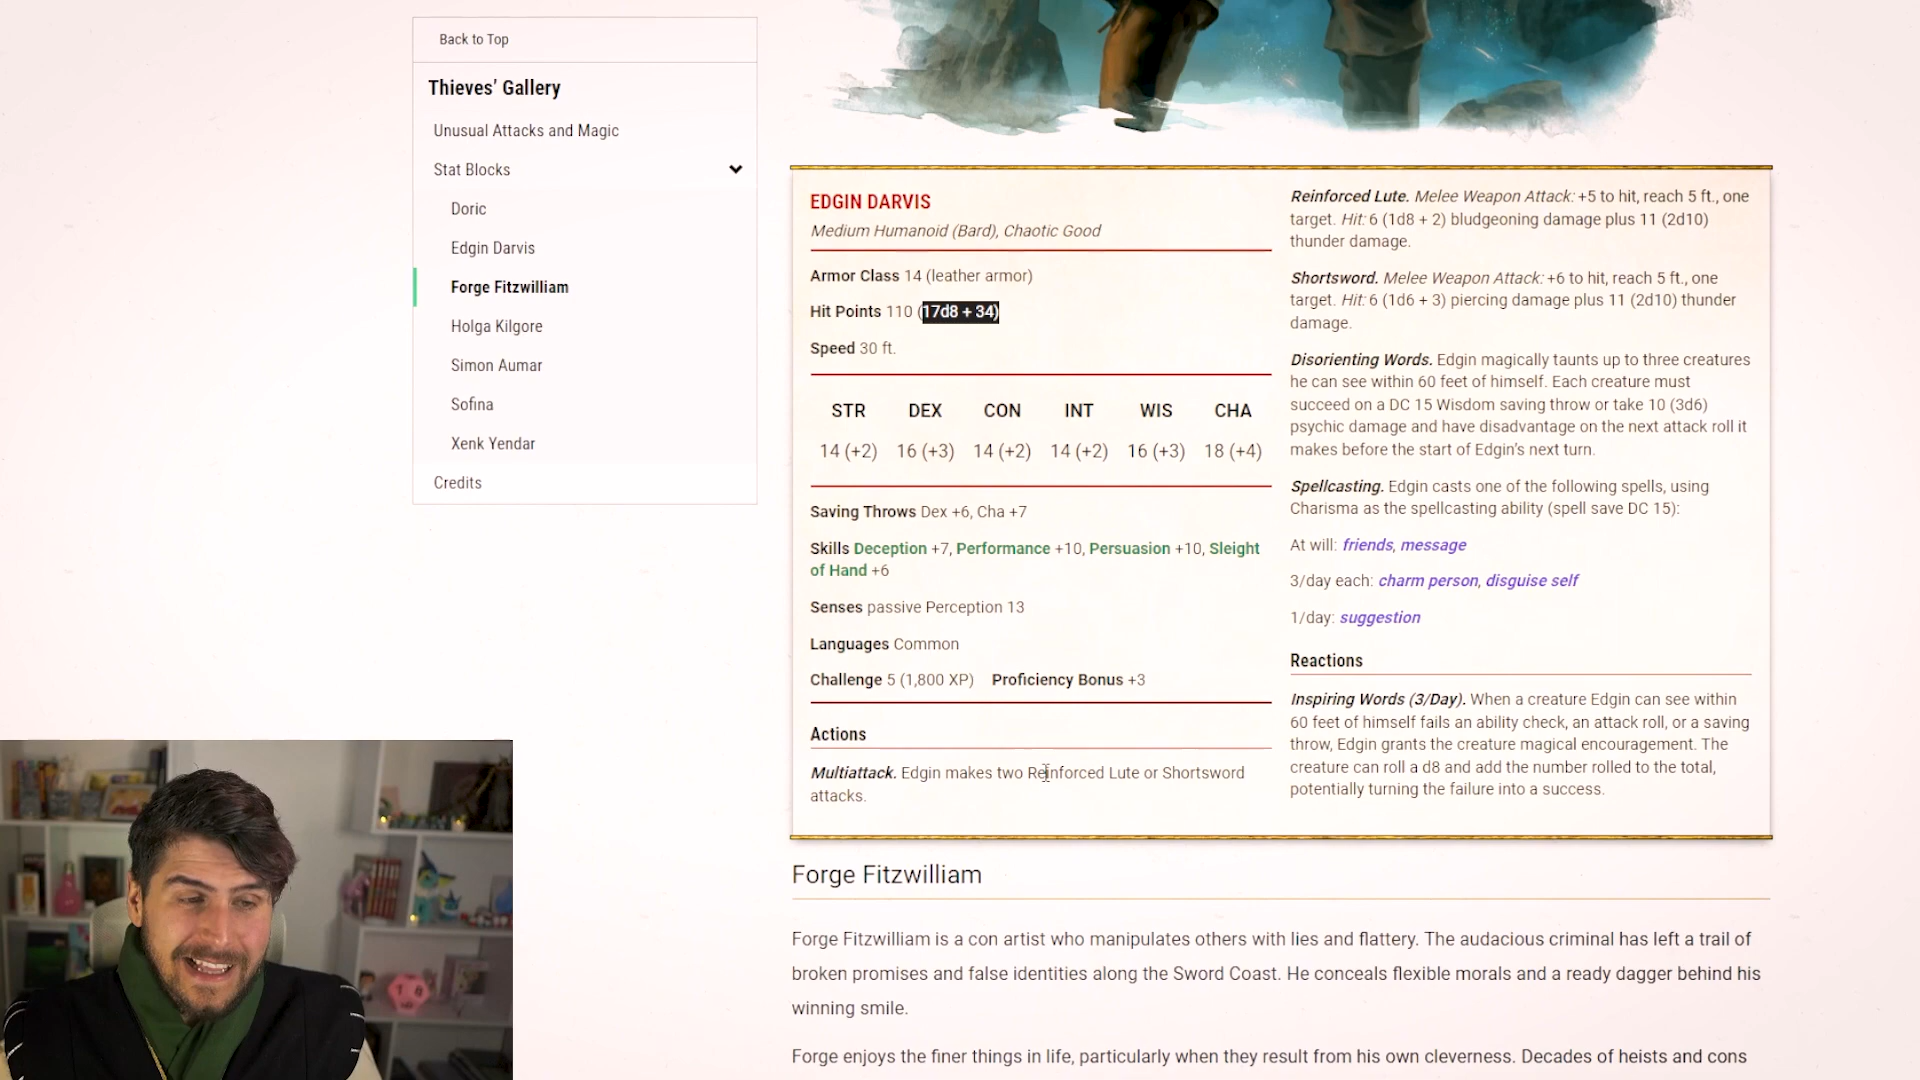 Back to Top
Thieves’ Gallery
Unusual Attacks and Magic
Stat Blocks
Doric
Edgin Darvis
Forge Fitzwilliam
Holga Kilgore
Simon Aumar
Sofina
Xenk Yendar
Credits
EDGIN DARVIS
Medium Humanoid (Bard), Chaotic Good
Armor Class 14 (leather armor)
Hit Points 110 (17d8 + 34)
Speed 30 ft.
STR DEX CON INT WIS CHA
14 (+2) 16 (+3) 14 (+2) 14 (+2) 16 (+3) 18 (+4)
Saving Throws Dex +6, Cha +7
Skills Deception +7, Performance +10, Persuasion +10, Sleight
of Hand +6
Senses passive Perception 13
Languages Common
Challenge 5 (1,800 XP) Proficiency Bonus +3
Actions
Multiattack. Edgin makes two Reinforced Lute or Shortsword
attacks.
Reinforced Lute. Melee Weapon Attack: +5 to hit, reach 5 ft., one
target. Hit: 6 (1d8 + 2) bludgeoning damage plus 11 (2d10)
thunder damage.
Shortsword. Melee Weapon Attack: +6 to hit, reach 5 ft., one
target. Hit: 6 (1d6 + 3) piercing damage plus 11 (2d10) thunder
damage.
Disorienting Words. Edgin magically taunts up to three creatures
he can see within 60 feet of himself. Each creature must
succeed on a DC 15 Wisdom saving throw or take 10 (3d6)
psychic damage and have disadvantage on the next attack roll it
makes before the start of Edgin’s next turn.
Spellcasting. Edgin casts one of the following spells, using
Charisma as the spellcasting ability (spell save DC 15):
At will: friends, message
3/day each: charm person, disguise self
1/day: suggestion
Reactions
Inspiring Words (3/Day). When a creature Edgin can see within
60 feet of himself fails an ability check, an attack roll, or a saving
throw, Edgin grants the creature magical encouragement. The
creature can roll a d8 and add the number rolled to the total,
potentially turning the failure into a success.
Forge Fitzwilliam
Forge Fitzwilliam is a con artist who manipulates others with lies and flattery. The audacious criminal has left a trail of
broken promises and false identities along the Sword Coast. He conceals flexible morals and a ready dagger behind his
winning smile.
Forge enjoys the finer things in life, particularly when they result from his own cleverness. Decades of heists and cons